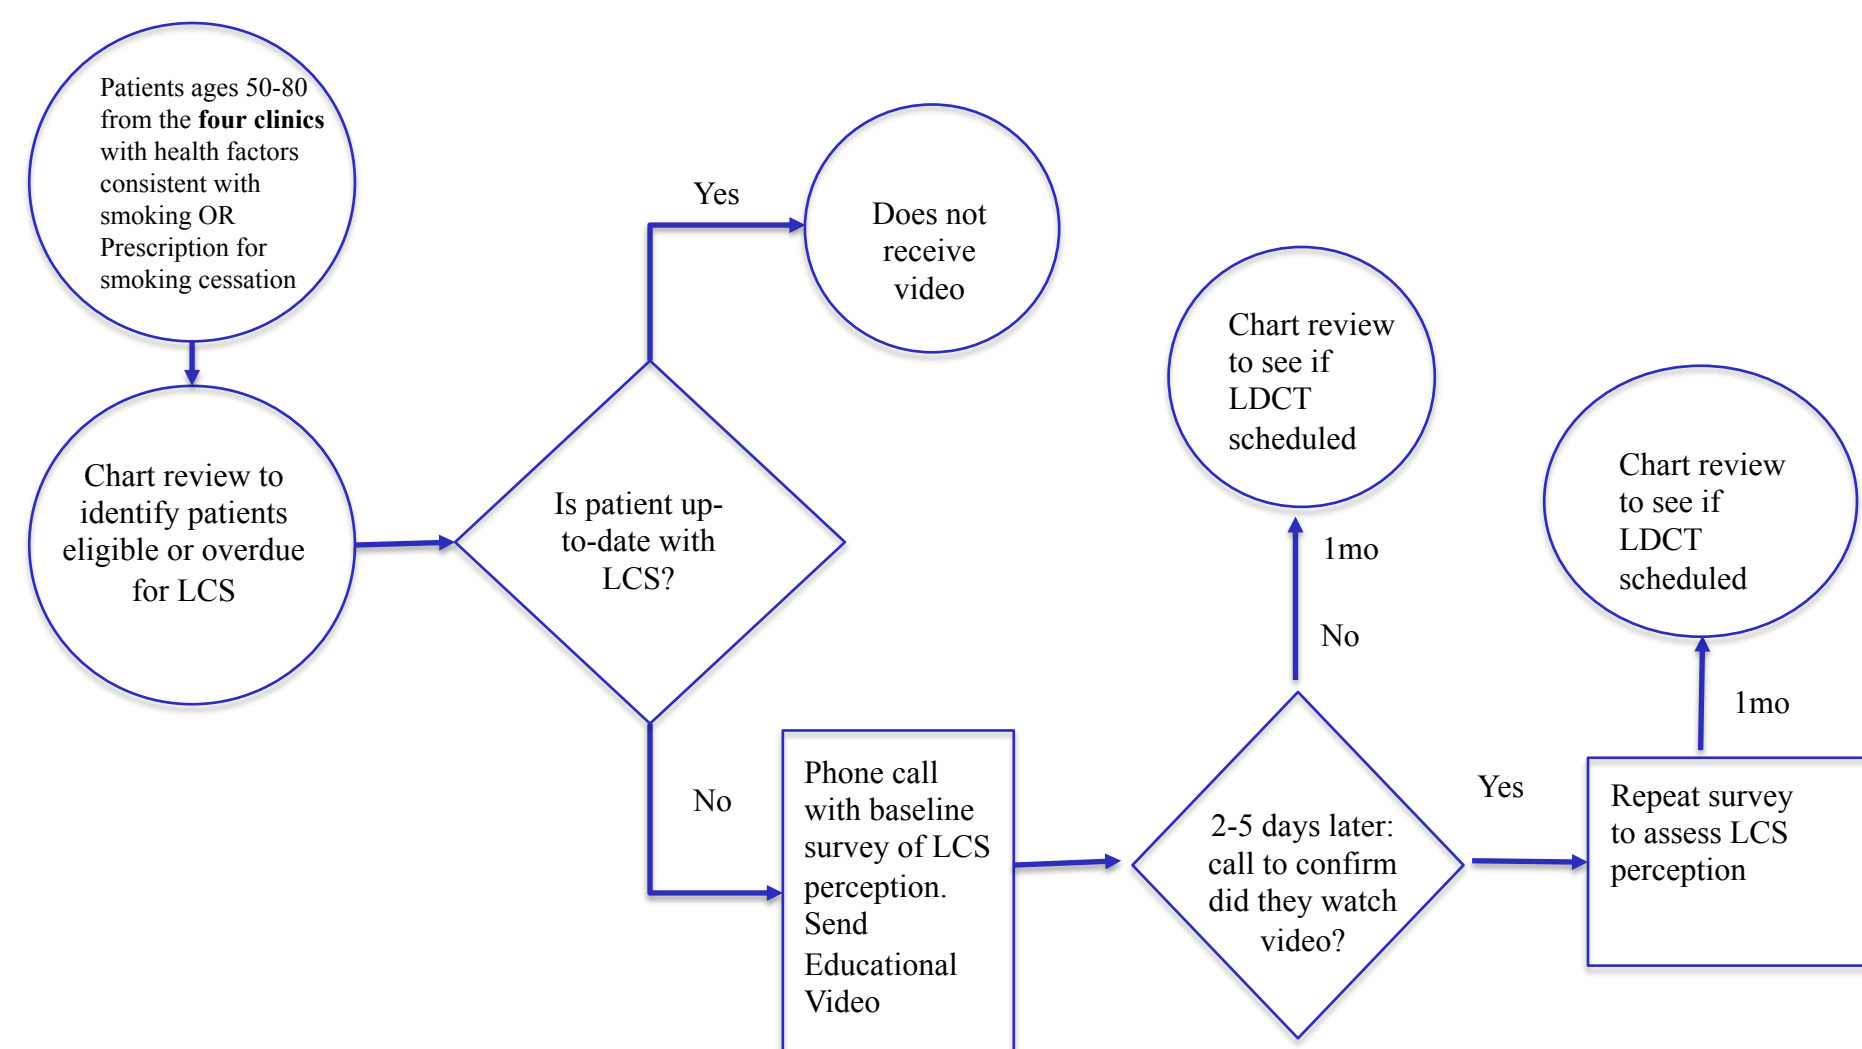 Patients ages 50-80
from the four clinics
with health factors
consistent with
smoking OR
Prescription for
smoking cessation
Chart review to
identify patients
eligible or overdue
for LCS
Is patient up-
to-date with
LCS?
Yes
Does not
receive
video
No
Phone call
with baseline
survey of LCS
perception.
Send
Educational
Video
2-5 days later:
call to confirm
did they watch
video?
No
1mo
Chart review
to see if
LDCT
scheduled
Yes
Repeat survey
to assess LCS
perception
1mo
Chart review
to see if
LDCT
scheduled